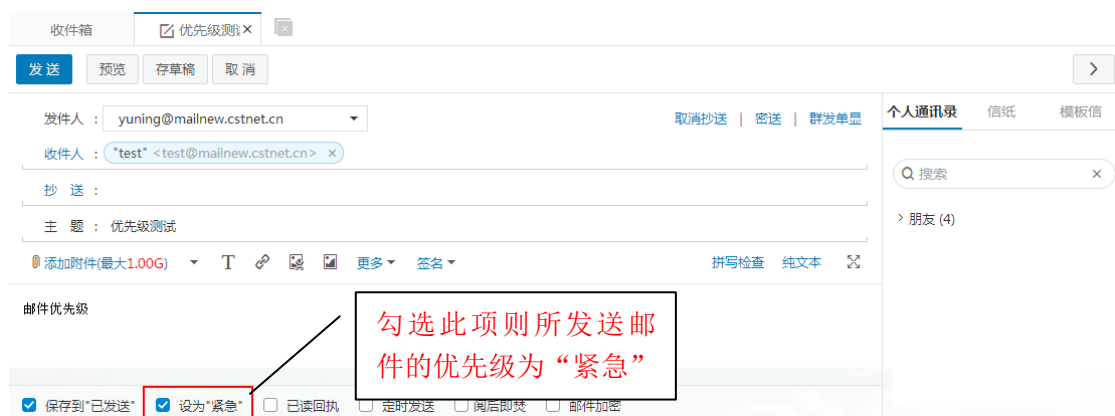 收件箱
优先级测试
发送 预览 存草稿 取消
发件人 : yuning@mailnew.cstnet.cn
取消抄送 | 密送 | 群发单显
收件人 : "test" <test@mailnew.cstnet.cn> ×
抄 送 :
主 题 : 优先级测试
添加附件(最大1.00G) T 更多 签名
拼写检查 纯文本
邮件优先级
勾选此项则所发送邮
件的优先级为“紧急”
保存到"已发送" 设为"紧急" 已读回执 定时发送 阅后即焚 邮件加密
个人通讯录 信纸 模板信
搜索
朋友 (4)